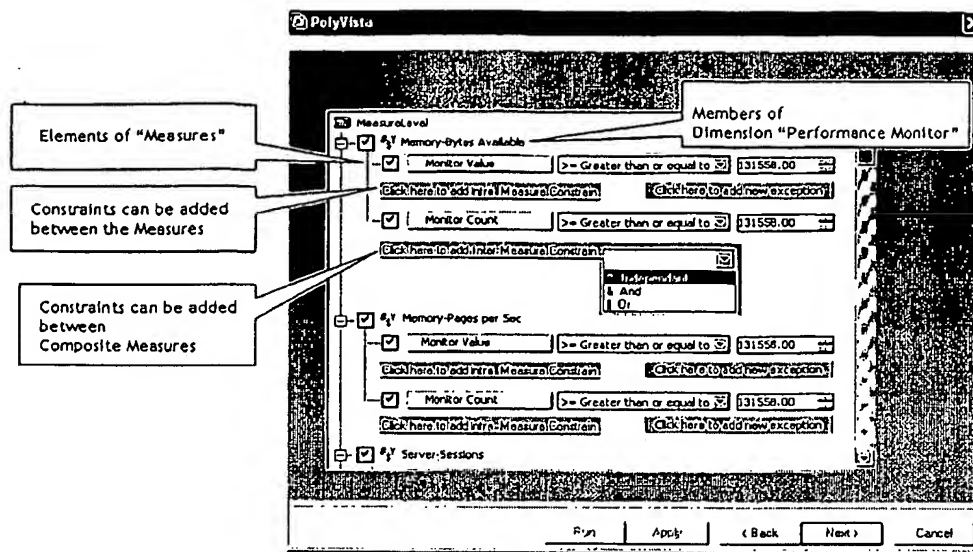 PolyVista
Elements of "Measures"
Members of
Dimension "Performance Monitor"
Constraints can be added
between the Measures
Constraints can be added
between
Composite Measures
MeasureLevel
Memory-Bytes Available
Monitor Value >= Greater than or equal to 131558.00
Click here to add Intra Measure Constrain Click here to add new exception
Monitor Count >= Greater than or equal to 131558.00
Click here to add Inter-Measure Constrain
Independent
& And
| Or
Memory-Pages per Sec
Monitor Value >= Greater than or equal to 131558.00
Click here to add Intra Measure Constrain Click here to add new exception
Monitor Count >= Greater than or equal to 131558.00
Click here to add Intra-Measure Constrain Click here to add new exception
Server-Sessions
Run Apply < Back Next > Cancel